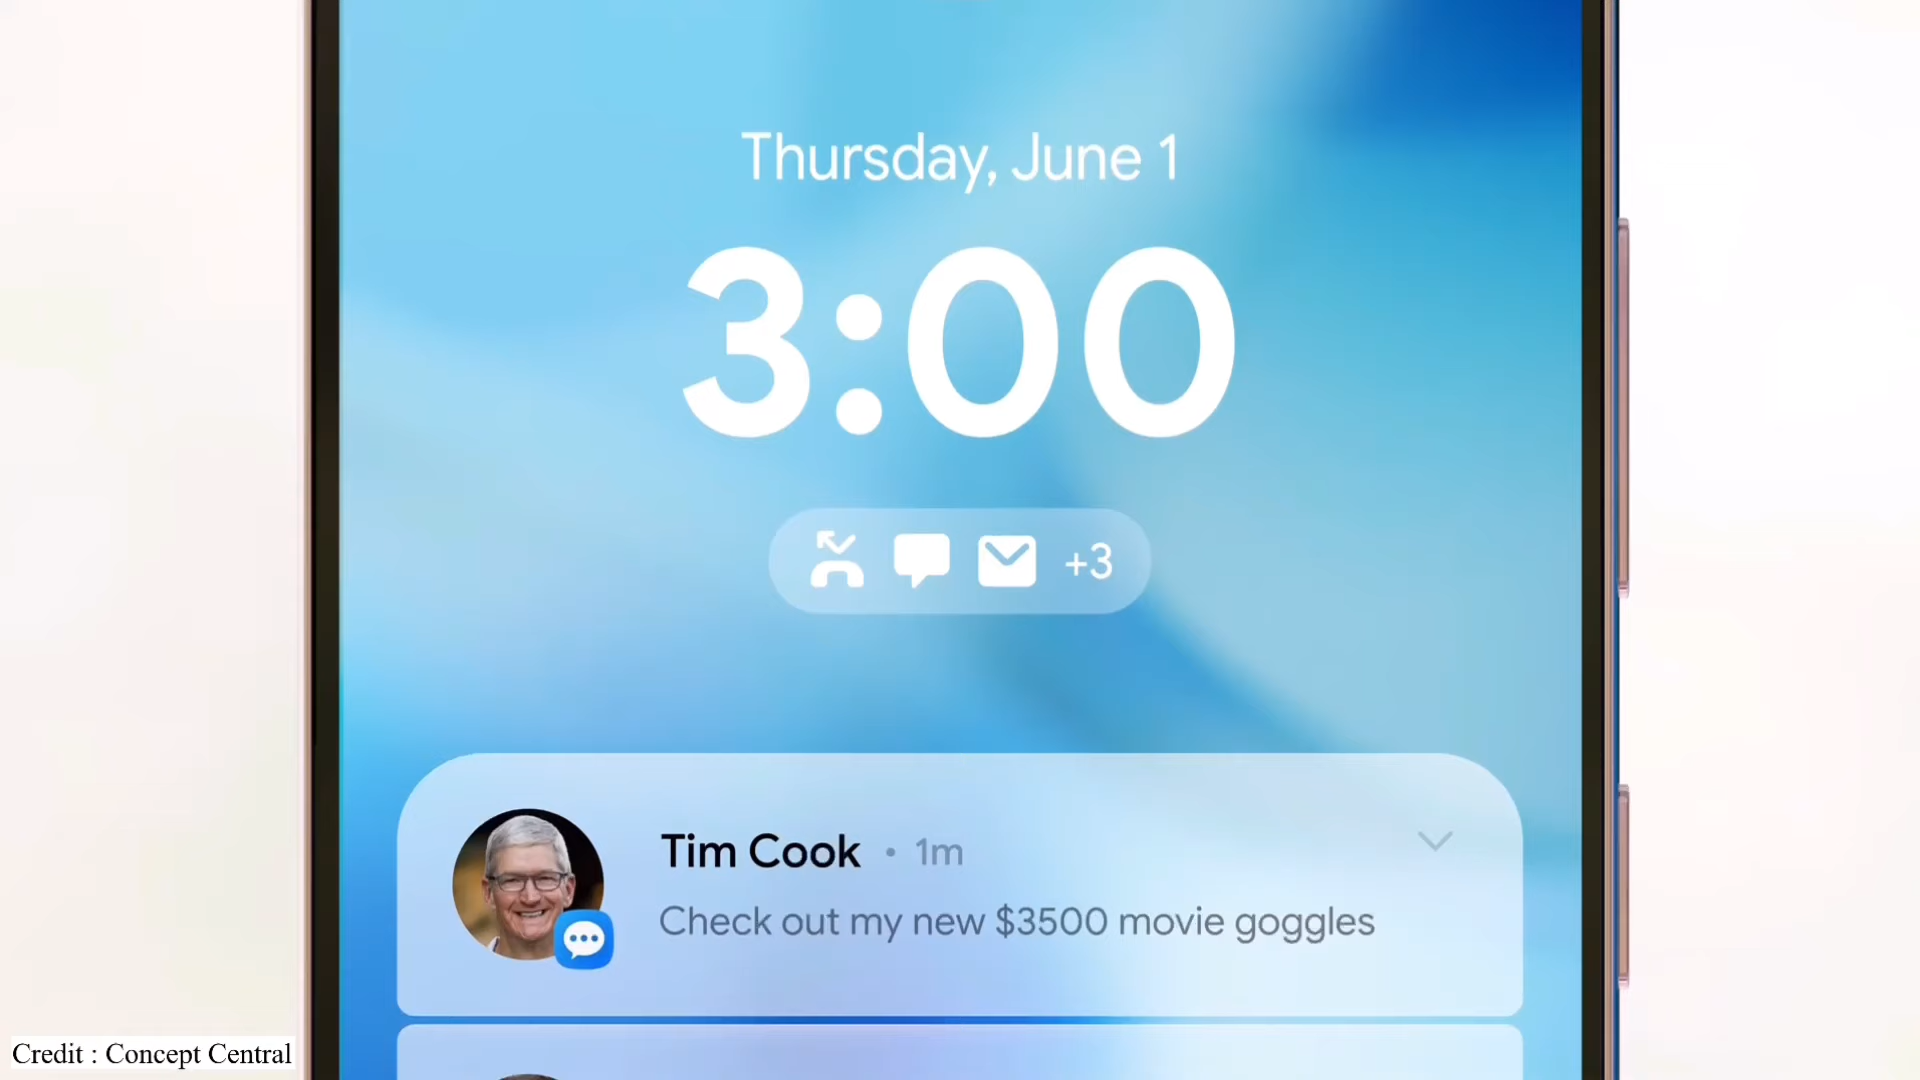 Thursday, June 1
3:00
+3
Tim Cook • 1m
Check out my new $3500 movie goggles
Credit : Concept Central